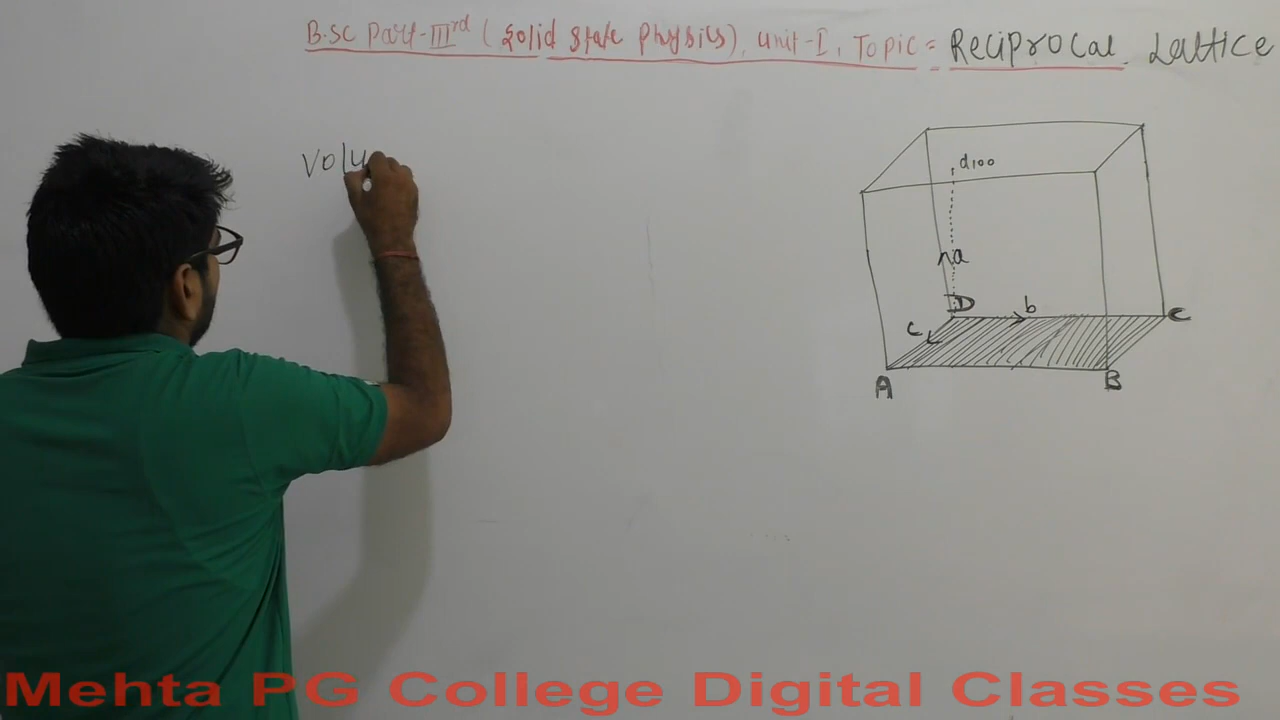 B.SC Part-IIIrd (Solid State Physics), Unit-I, Topic = Reciprocal Lattice
Volu
d100
a
D
b
C
c
A
B
Mehta PG College Digital Classes